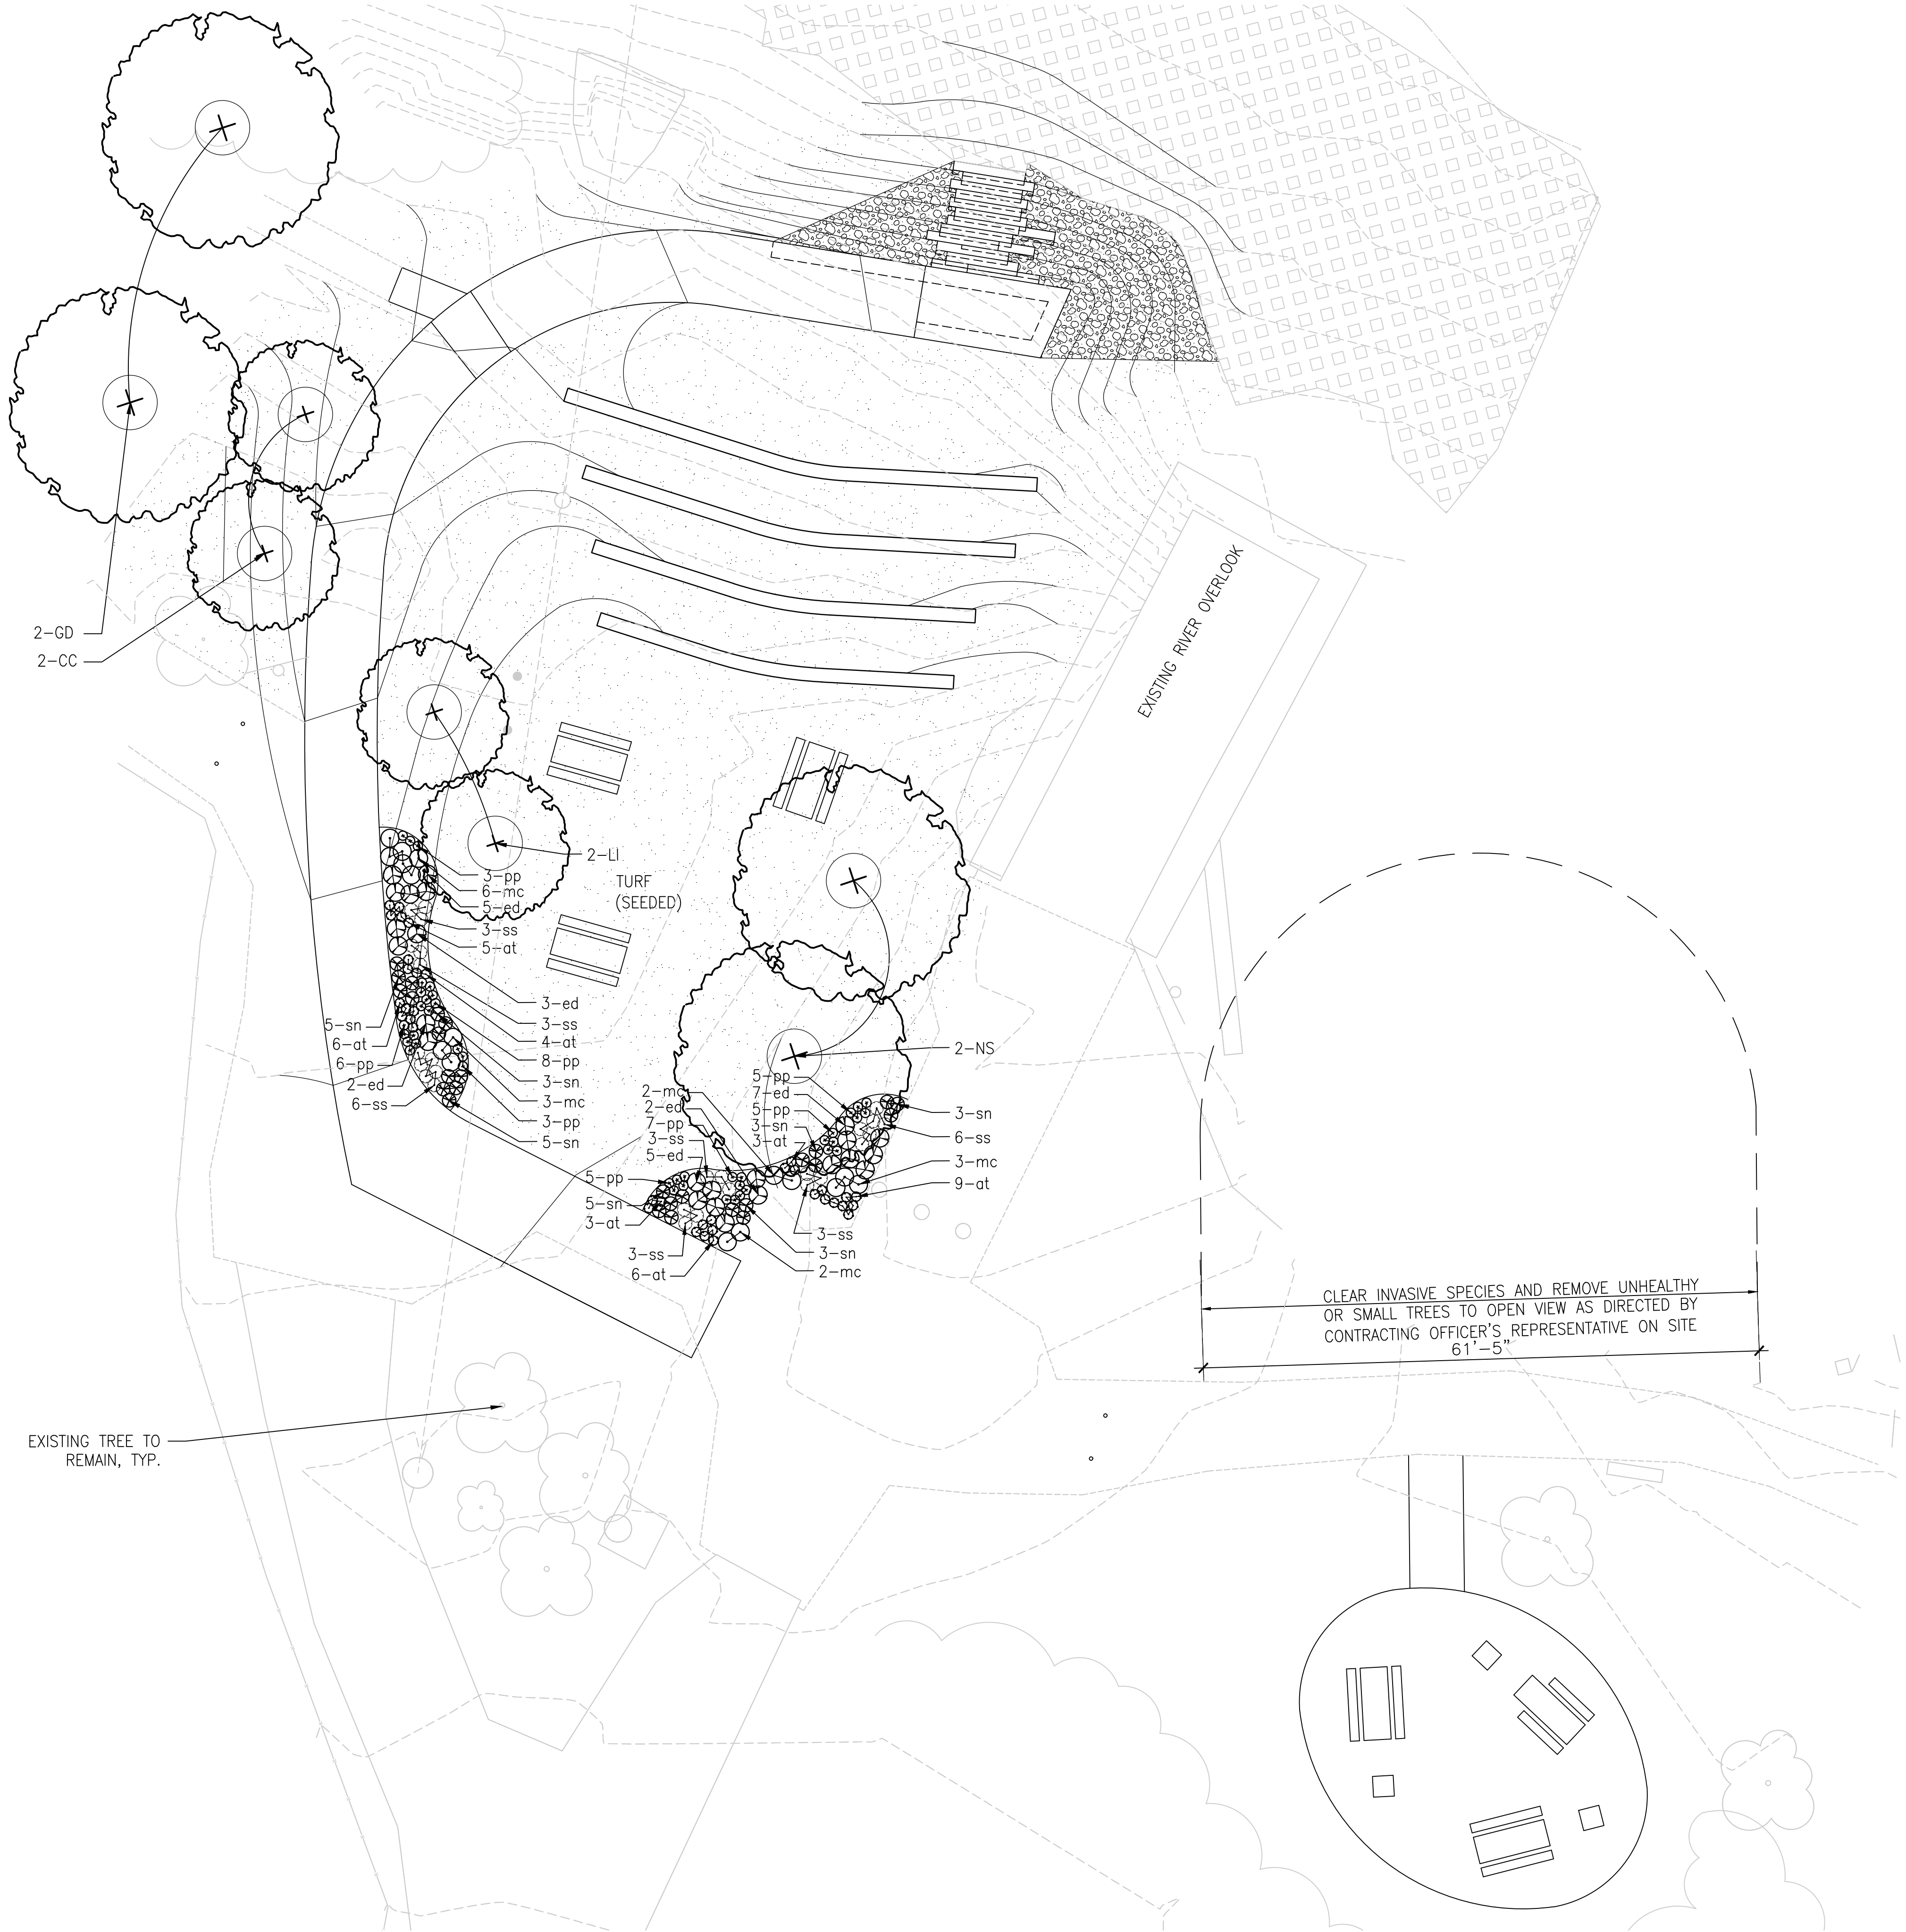 EXISTING RIVER OVERLOOK
2-GD
2-CC
2-LI
3-pp
6-mc
5-ed
3-ss
5-at
TURF
(SEEDED)
3-ed
3-ss
4-at
8-pp
3-sn
3-mc
3-pp
5-sn
5-sn
6-at
6-pp
2-ed
6-ss
2-NS
5-pp
7-ed
5-pp
3-sn
3-at
2-mc
2-ed
7-pp
3-ss
5-ed
5-pp
5-sn
3-at
3-ss
6-at
3-sn
6-ss
3-mc
9-at
3-ss
3-sn
2-mc
CLEAR INVASIVE SPECIES AND REMOVE UNHEALTHY
OR SMALL TREES TO OPEN VIEW AS DIRECTED BY
CONTRACTING OFFICER'S REPRESENTATIVE ON SITE
61'-5"
EXISTING TREE TO
REMAIN, TYP.